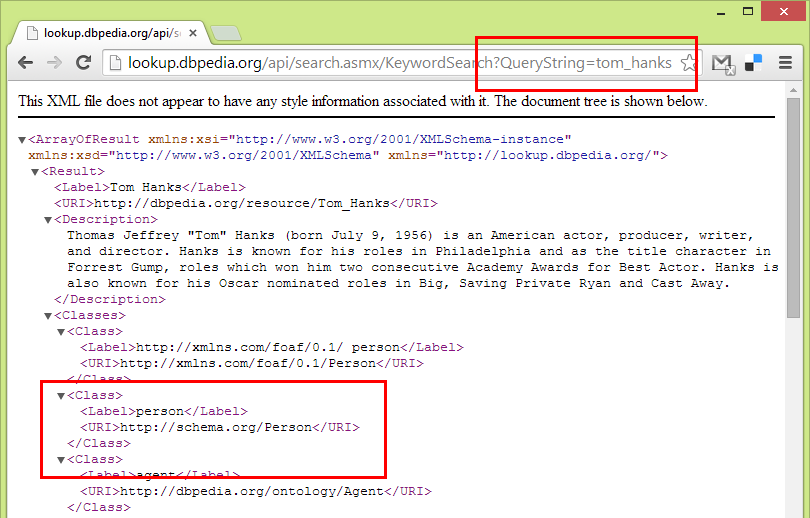 lookup.dbpedia.org/api/se
lookup.dbpedia.org/api/search.asmx/KeywordSearch?QueryString=tom_hanks
This XML file does not appear to have any style information associated with it. The document tree is shown below.
▼<ArrayOfResult xmlns:xsi="http://www.w3.org/2001/XMLSchema-instance"
xmlns:xsd="http://www.w3.org/2001/XMLSchema" xmlns="http://lookup.dbpedia.org/">
▼<Result>
<Label>Tom Hanks</Label>
<URI>http://dbpedia.org/resource/Tom_Hanks</URI>
▼<Description>
Thomas Jeffrey "Tom" Hanks (born July 9, 1956) is an American actor, producer, writer,
and director. Hanks is known for his roles in Philadelphia and as the title character in
Forrest Gump, roles which won him two consecutive Academy Awards for Best Actor. Hanks is
also known for his Oscar nominated roles in Big, Saving Private Ryan and Cast Away.
</Description>
▼<Classes>
▼<Class>
<Label>http://xmlns.com/foaf/0.1/ person</Label>
<URI>http://xmlns.com/foaf/0.1/Person</URI>
</Class>
▼<Class>
<Label>person</Label>
<URI>http://schema.org/Person</URI>
</Class>
▼<Class>
<Label>agent</Label>
<URI>http://dbpedia.org/ontology/Agent</URI>
</Class>